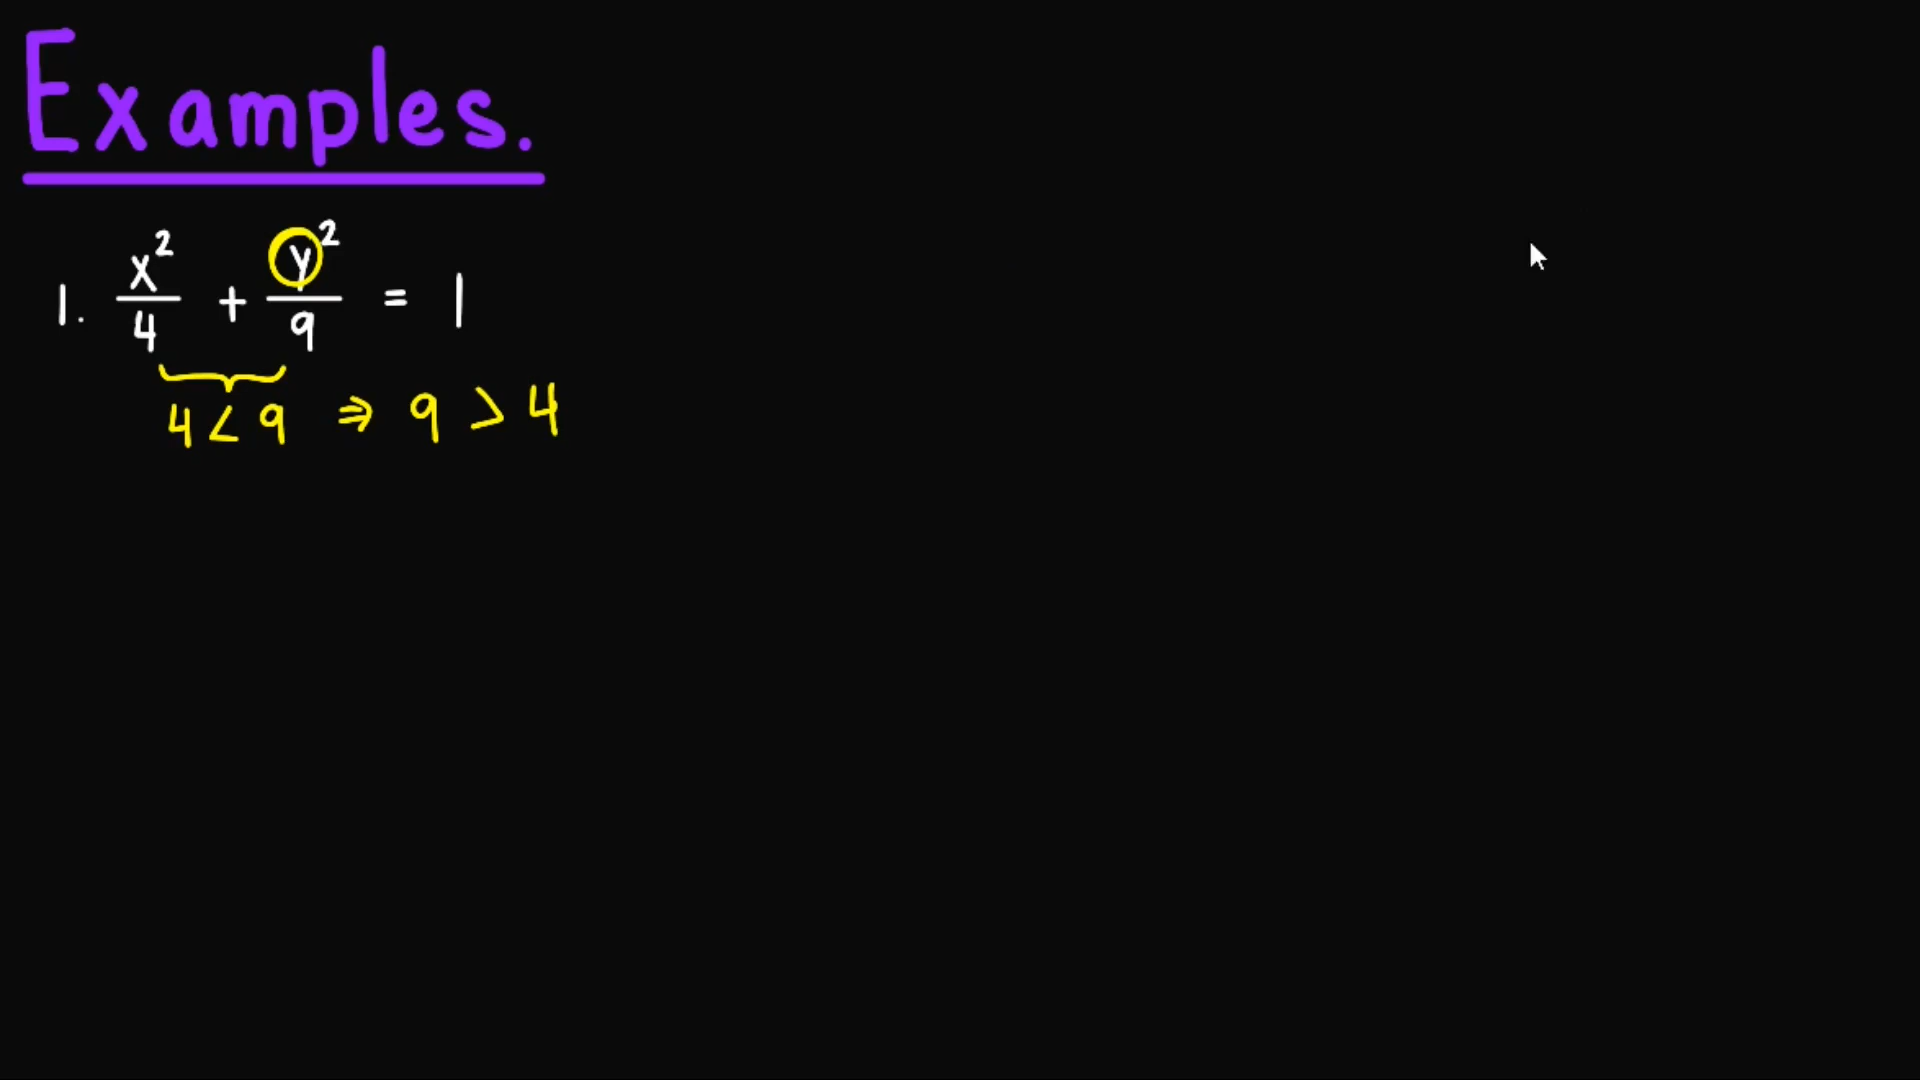 Examples.
1. x²/4 + y²/9 = 1
4 < 9 ⇒ 9 > 4